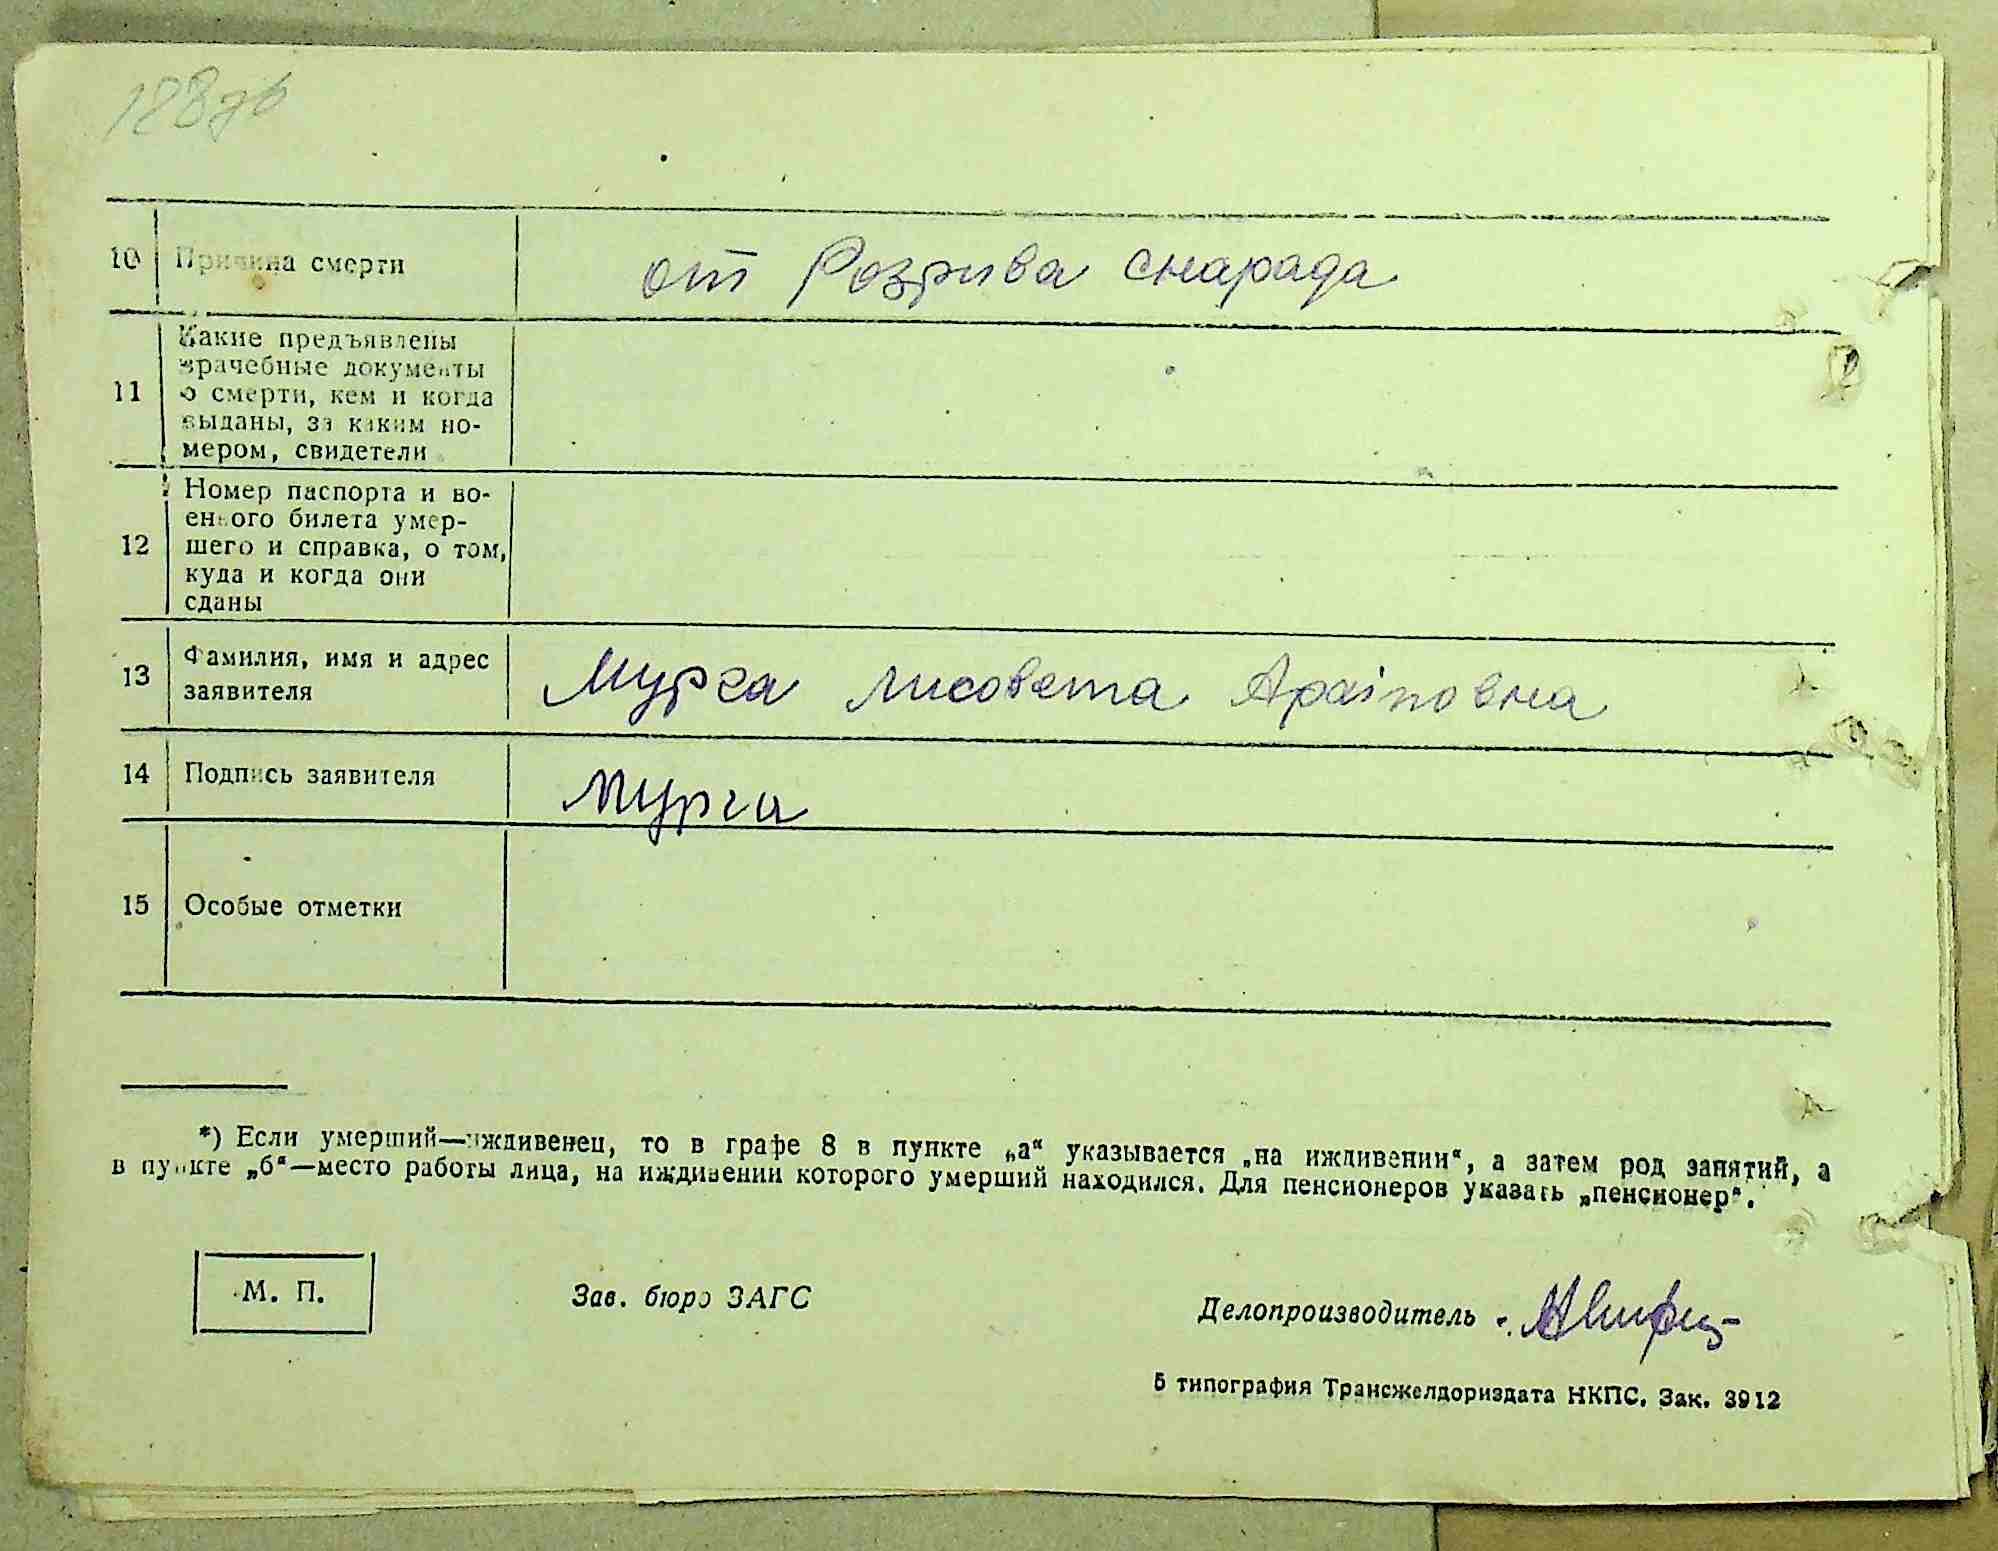 128об
10 Причина смерти от Розрива снарада
11 Какие предъявлены
врачебные документы
о смерти, кем и когда
выданы, за каким но-
мером, свидетели
12 Номер паспорта и во-
енного билета умер-
шего и справка, о том,
куда и когда они
сданы
13 Фамилия, имя и адрес
заявителя Мурга Лисовета Архіповна
14 Подпись заявителя Мурга
15 Особые отметки
*) Если умерший—иждивенец, то в графе 8 в пункте „а“ указывается „на иждивении“, а затем род занятий, а
в пункте „б“—место работы лица, на иждивении которого умерший находился. Для пенсионеров указать „пенсионер“.
М. П. Зав. бюро ЗАГС Делопроизводитель
5 типография Трансжелдориздата НКПС. Зак. 3912